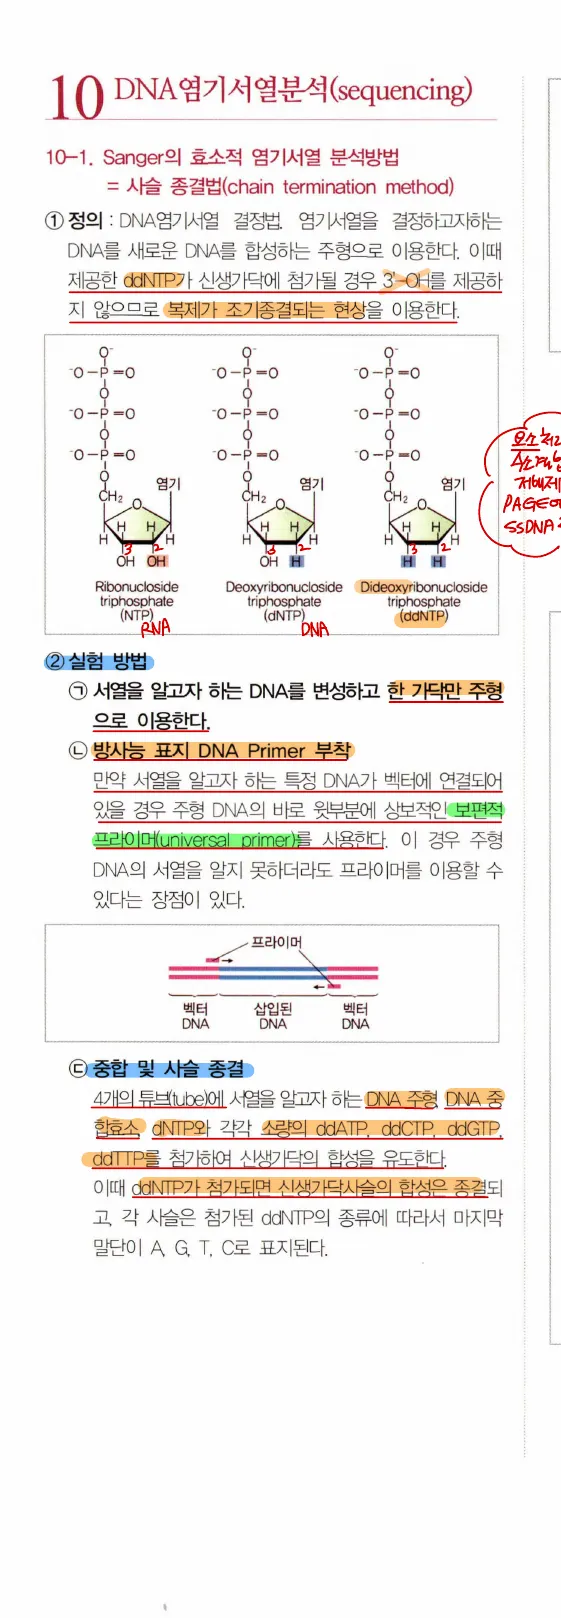 10 DNA염기서열분석(sequencing)
10-1. Sanger의 효소적 염기서열 분석방법
= 사슬 종결법(chain termination method)
① 정의 : DNA염기서열 결정법. 염기서열을 결정하고자하는
DNA를 새로운 DNA를 합성하는 주형으로 이용한다. 이때
제공한 ddNTP가 신생가닥에 첨가될 경우 3'-OH를 제공하
지 않으므로 복제가 조기종결되는 현상을 이용한다.
O⁻ O⁻ O⁻
⁻O-P=O ⁻O-P=O ⁻O-P=O
O O O
⁻O-P=O ⁻O-P=O ⁻O-P=O
O O O
⁻O-P=O ⁻O-P=O ⁻O-P=O
O 염기 O 염기 O 염기
CH₂ O CH₂ O CH₂ O
H H H H H H H H H H H H
3 2 3 2 3 2
OH OH OH H H H
Ribonucloside Deoxyribonucloside Dideoxyribonucloside
triphosphate triphosphate triphosphate
(NTP) (dNTP) (ddNTP)
RNA DNA
요소
PAGE
SSDNA
② 실험 방법
㉠ 서열을 알고자 하는 DNA를 변성하고 한 가닥만 주형
으로 이용한다.
㉡ 방사능 표지 DNA Primer 부착
만약 서열을 알고자 하는 특정 DNA가 벡터에 연결되어
있을 경우 주형 DNA의 바로 윗부분에 상보적인 보편적
프라이머(universal primer)를 사용한다. 이 경우 주형
DNA의 서열을 알지 못하더라도 프라이머를 이용할 수
있다는 장점이 있다.
프라이머
벡터 삽입된 벡터
DNA DNA DNA
㉢ 중합 및 사슬 종결
4개의 튜브(tube)에 서열을 알고자 하는 DNA 주형, DNA 중
합효소, dNTP와 각각 소량의 ddATP, ddCTP, ddGTP,
ddTTP를 첨가하여 신생가닥의 합성을 유도한다.
이때 ddNTP가 첨가되면 신생가닥사슬의 합성은 종결되
고, 각 사슬은 첨가된 ddNTP의 종류에 따라서 마지막
말단이 A, G, T, C로 표지된다.